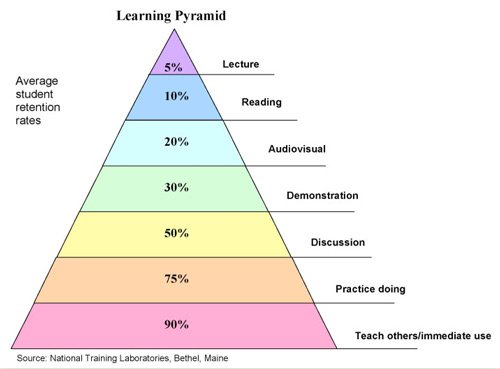 Learning Pyramid
Average
student
retention
rates
5%
Lecture
10%
Reading
20%
Audiovisual
30%
Demonstration
50%
Discussion
75%
Practice doing
90%
Teach others/immediate use
Source: National Training Laboratories, Bethel, Maine